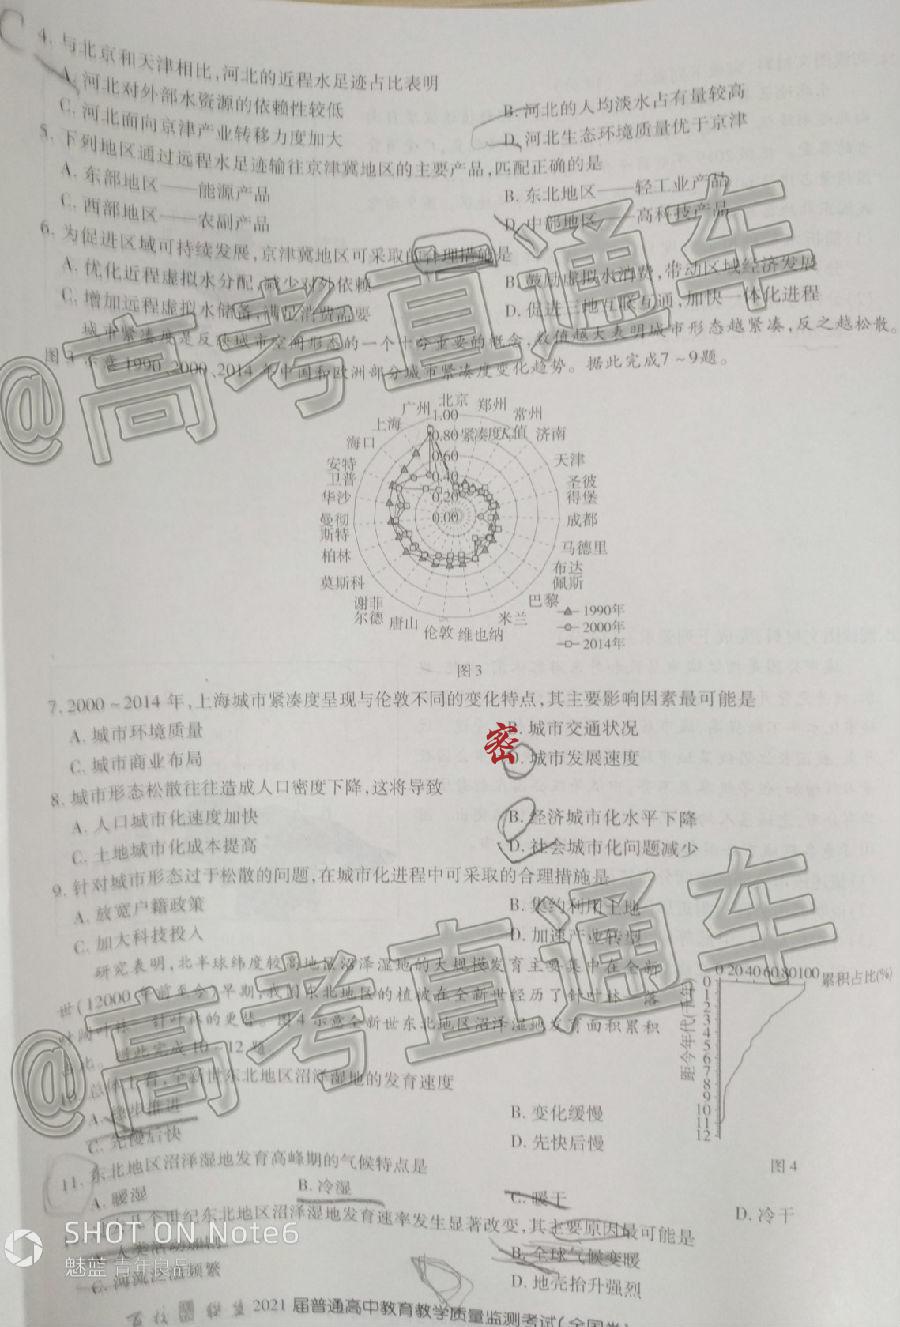 4. 与北京和天津相比,河北的近程水足迹占比表明
A. 河北对外部水资源的依赖性较低
B. 河北的人均淡水占有量较高
C. 河北面向京津产业转移力度加大
D. 河北生态环境质量优于京津
5. 下列地区通过远程水足迹输往京津冀地区的主要产品,匹配正确的是
A. 东部地区——能源产品
B. 东北地区——轻工业产品
C. 西部地区——农副产品
D. 中部地区——高科技产品
6. 为促进区域可持续发展,京津冀地区可采取的合理措施是
A. 优化近程虚拟水分配,减少对外依赖
B. 鼓励虚拟水消费,带动区域经济发展
C. 增加远程虚拟水储备,满足消费需要
D. 促进三地互联互通,加快一体化进程
城市紧凑度是反映城市空间形态的一个十分重要的概念,数值越大表明城市形态越紧凑,反之越松散。
图3示意1990、2000、2014年中国和欧洲部分城市紧凑度变化趋势。据此完成7~9题。
北京
广州
郑州
上海
1.00
常州
海口
0.80
紧凑度
值
济南
安特卫普
0.60
天津
0.40
圣彼得堡
华沙
0.20
曼彻斯特
0.00
成都
柏林
马德里
莫斯科
布达佩斯
谢菲尔德
巴黎
唐山
米兰
伦敦
维也纳
1990年
2000年
2014年
图3
7. 2000~2014年,上海城市紧凑度呈现与伦敦不同的变化特点,其主要影响因素最可能是
A. 城市环境质量
B. 城市交通状况
C. 城市商业布局
密
D. 城市发展速度
8. 城市形态松散往往造成人口密度下降,这将导致
A. 人口城市化速度加快
B. 经济城市化水平下降
C. 土地城市化成本提高
D. 社会城市化问题减少
9. 针对城市形态过于松散的问题,在城市化进程中可采取的合理措施是
A. 放宽户籍政策
B. 集约利用土地
C. 加大科技投入
D. 加速产业转型
研究表明,北半球纬度较高地区沼泽湿地的大规模发育主要集中在全新
世(12000年前至今)早期,我国东北地区的植被在全新世经历了针叶林—落
叶阔叶林—针叶林的更替。图4示意全新世东北地区沼泽湿地发育面积累积
占比。据此完成10~12题。
0 20 40 60 80 100
累积占比(%)
距今年代(千年)
0
1
2
3
4
5
6
7
8
9
10
11
12
图4
10. 总体上看,全新世东北地区沼泽湿地的发育速度
A. 稳步推进
B. 变化缓慢
C. 先慢后快
D. 先快后慢
11. 东北地区沼泽湿地发育高峰期的气候特点是
A. 暖湿
B. 冷湿
C. 暖干
D. 冷干
个世纪东北地区沼泽湿地发育速率发生显著改变,其主要原因最可能是
A. 人类活动加剧
B. 全球气候变暖
C. 河流泛滥频繁
D. 地壳抬升强烈
2021届普通高中教育教学质量监测考试(全国卷)
@高考直通车
@高考直通车
SHOT ON Note6
魅蓝 青年良品